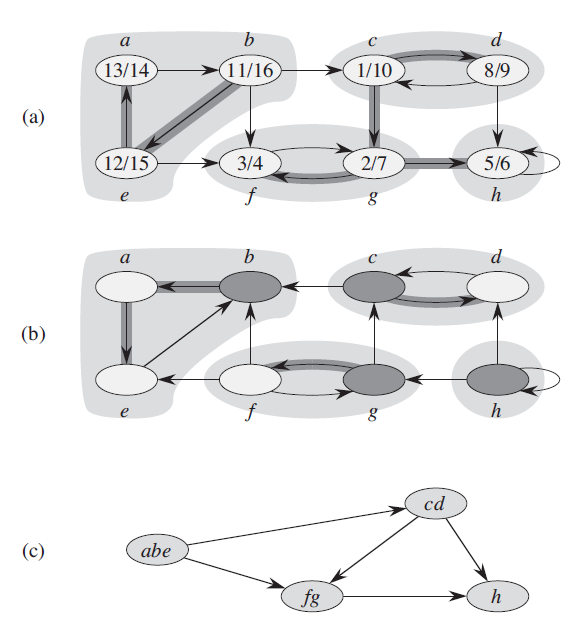 a b c d
13/14 11/16 1/10 8/9
(a)
12/15 3/4 2/7 5/6
e f g h
a b c d
(b)
e f g h
cd
(c) abe
fg h